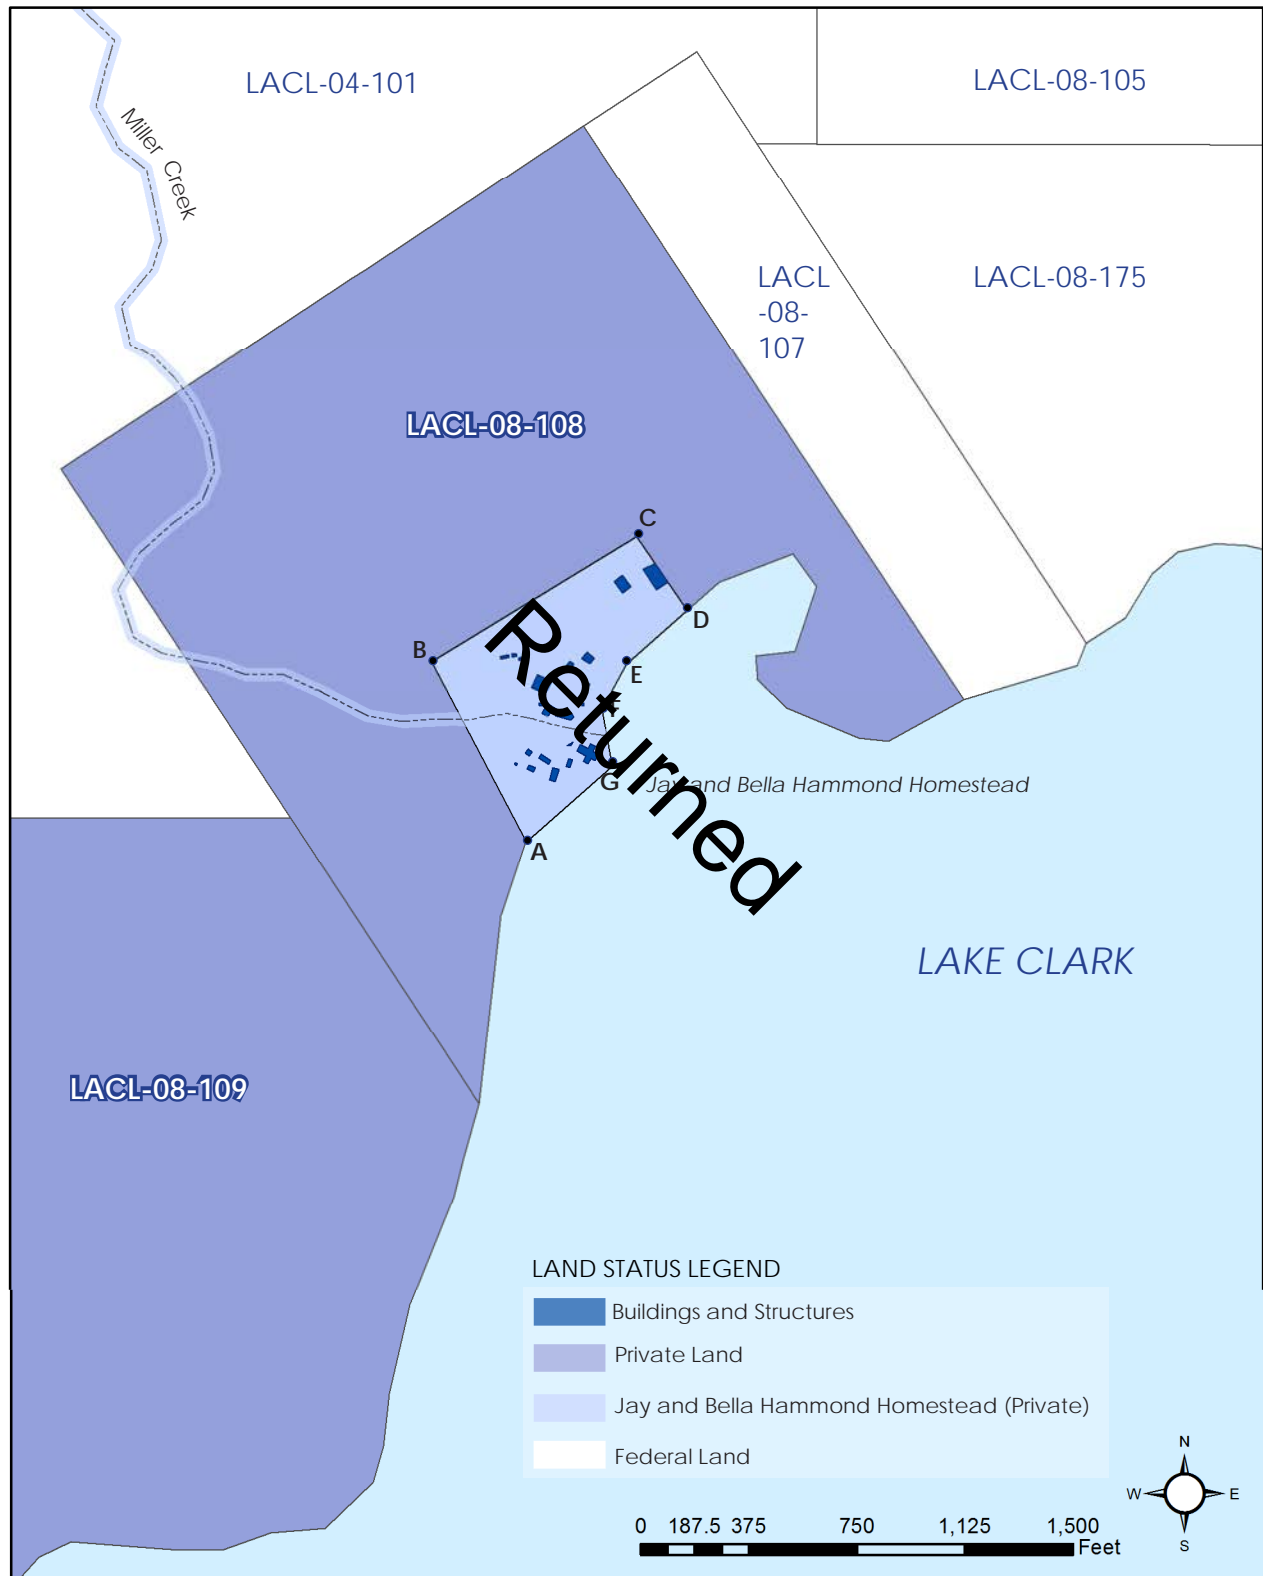 LACL-04-101
LACL-08-105
Miller Creek
LACL
-08-
107
LACL-08-175
LACL-08-108
C
D
B
E
F
G
Jay and Bella Hammond Homestead
A
Returned
LAKE CLARK
LACL-08-109
LAND STATUS LEGEND
Buildings and Structures
Private Land
Jay and Bella Hammond Homestead (Private)
Federal Land
N
W E
S
0 187.5 375 750 1,125 1,500
Feet